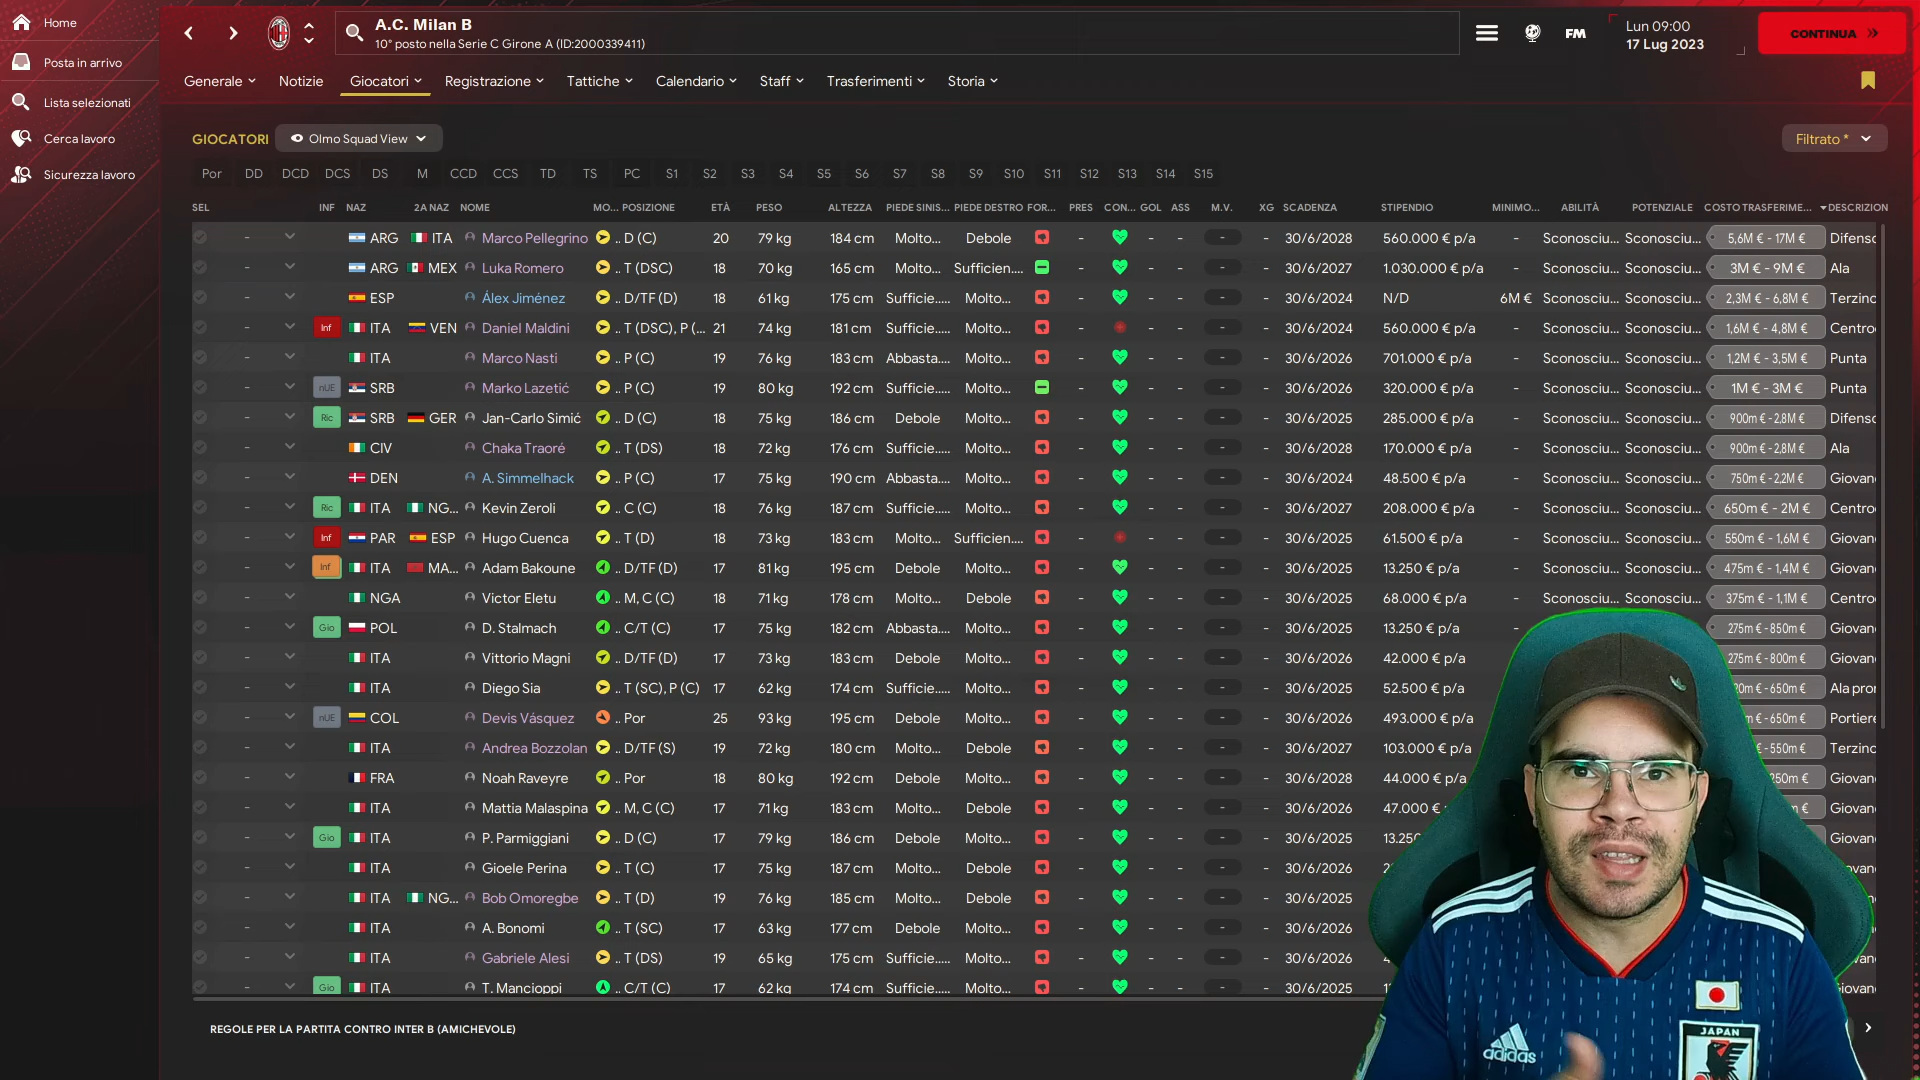 Home
Posta in arrivo
Lista selezionati
Cerca lavoro
Sicurezza lavoro
A.C. Milan B
10° posto nella Serie C Girone A (ID:2000339411)
FM
Lun 09:00
17 Lug 2023
CONTINUA
Generale Notizie Giocatori Registrazione Tattiche Calendario Staff Trasferimenti Storia
GIOCATORI Olmo Squad View Filtrato *
Por DD DCD DCS DS M CCD CCS TD TS PC S1 S2 S3 S4 S5 S6 S7 S8 S9 S10 S11 S12 S13 S14 S15
SEL INF NAZ 2A NAZ NOME MO... POSIZIONE ETÀ PESO ALTEZZA PIEDE SINIS... PIEDE DESTRO FOR... PRES CON... GOL ASS M.V. XG SCADENZA STIPENDIO MINIMO... ABILITÀ POTENZIALE COSTO TRASFERIME... DESCRIZION
- ARG ITA Marco Pellegrino .. D (C) 20 79 kg 184 cm Molto... Debole - - - - - 30/6/2028 560.000 € p/a - Sconosciu... Sconosciu... 5,6M € - 17M € Difenso
- ARG MEX Luka Romero .. T (DSC) 18 70 kg 165 cm Molto... Sufficien.... - - - - - 30/6/2027 1.030.000 € p/a - Sconosciu... Sconosciu... 3M € - 9M € Ala
- ESP Álex Jiménez .. D/TF (D) 18 61 kg 175 cm Sufficie..... Molto... - - - - - 30/6/2024 N/D 6M € Sconosciu... Sconosciu... 2,3M € - 6,8M € Terzino
- Inf ITA VEN Daniel Maldini .. T (DSC), P (... 21 74 kg 181 cm Sufficie..... Molto... - - - - - 30/6/2024 560.000 € p/a - Sconosciu... Sconosciu... 1,6M € - 4,8M € Centro
- ITA Marco Nasti .. P (C) 19 76 kg 183 cm Abbasta.... Molto... - - - - - 30/6/2026 701.000 € p/a - Sconosciu... Sconosciu... 1,2M € - 3,5M € Punta
- nUE SRB Marko Lazetić .. P (C) 19 80 kg 192 cm Sufficie..... Molto... - - - - - 30/6/2026 320.000 € p/a - Sconosciu... Sconosciu... 1M € - 3M € Punta
- Ric SRB GER Jan-Carlo Simić .. D (C) 18 75 kg 186 cm Debole Molto... - - - - - 30/6/2025 285.000 € p/a - Sconosciu... Sconosciu... 900m € - 2,8M € Difenso
- CIV Chaka Traoré .. T (DS) 18 72 kg 176 cm Sufficie..... Molto... - - - - - 30/6/2028 170.000 € p/a - Sconosciu... Sconosciu... 900m € - 2,8M € Ala
- DEN A. Simmelhack .. P (C) 17 75 kg 190 cm Abbasta.... Molto... - - - - - 30/6/2024 48.500 € p/a - Sconosciu... Sconosciu... 750m € - 2,2M € Giovan
- Ric ITA NG... Kevin Zeroli .. C (C) 18 76 kg 187 cm Sufficie..... Molto... - - - - - 30/6/2027 208.000 € p/a - Sconosciu... Sconosciu... 650m € - 2M € Centro
- Inf PAR ESP Hugo Cuenca .. T (D) 18 73 kg 183 cm Molto... Sufficien.... - - - - - 30/6/2025 61.500 € p/a - Sconosciu... Sconosciu... 550m € - 1,6M € Giovan
- Inf ITA MA... Adam Bakoune .. D/TF (D) 17 81 kg 195 cm Debole Molto... - - - - - 30/6/2025 13.250 € p/a - Sconosciu... Sconosciu... 475m € - 1,4M € Giovan
- NGA Victor Eletu .. M, C (C) 18 71 kg 178 cm Molto... Debole - - - - - 30/6/2025 68.000 € p/a - Sconosciu... Sconosciu... 375m € - 1,1M € Centro
- Gio POL D. Stalmach .. C/T (C) 17 75 kg 182 cm Abbasta.... Molto... - - - - - 30/6/2025 13.250 € p/a 275m € - 850m € Giovan
- ITA Vittorio Magni .. D/TF (D) 17 73 kg 183 cm Debole Molto... - - - - - 30/6/2026 42.000 € p/a 275m € - 800m € Giovan
- ITA Diego Sia .. T (SC), P (C) 17 62 kg 174 cm Sufficie..... Molto... - - - - - 30/6/2025 52.500 € p/a 0m € - 650m € Ala pro
- nUE COL Devis Vásquez .. Por 25 93 kg 195 cm Debole Molto... - - - - - 30/6/2026 493.000 € p/a € - 650m € Portiere
- ITA Andrea Bozzolan .. D/TF (S) 19 72 kg 180 cm Molto... Debole - - - - - 30/6/2027 103.000 € p/a € - 550m € Terzino
- FRA Noah Raveyre .. Por 18 80 kg 192 cm Debole Molto... - - - - - 30/6/2028 44.000 € p/a 250m € Giovan
- ITA Mattia Malaspina .. M, C (C) 17 71 kg 183 cm Molto... Debole - - - - - 30/6/2026 47.000 € Giovan
- Gio ITA P. Parmiggiani .. D (C) 17 79 kg 186 cm Debole Molto... - - - - - 30/6/2025 13.250 Giovan
- ITA Gioele Perina .. T (C) 17 75 kg 187 cm Molto... Debole - - - - - 30/6/2026
- ITA NG... Bob Omoregbe .. T (D) 19 76 kg 185 cm Molto... Debole - - - - - 30/6/2026
- ITA A. Bonomi .. T (SC) 17 63 kg 177 cm Debole Molto... - - - - - 30/6/2026
- ITA Gabriele Alesi .. T (DS) 19 65 kg 175 cm Sufficie..... Molto... - - - - - 30/6/2026
- Gio ITA T. Mancioppi .. C/T (C) 17 62 kg 174 cm Sufficie..... Molto... - - - - - 30/6/2025
REGOLE PER LA PARTITA CONTRO INTER B (AMICHEVOLE)
adidas
JAPAN